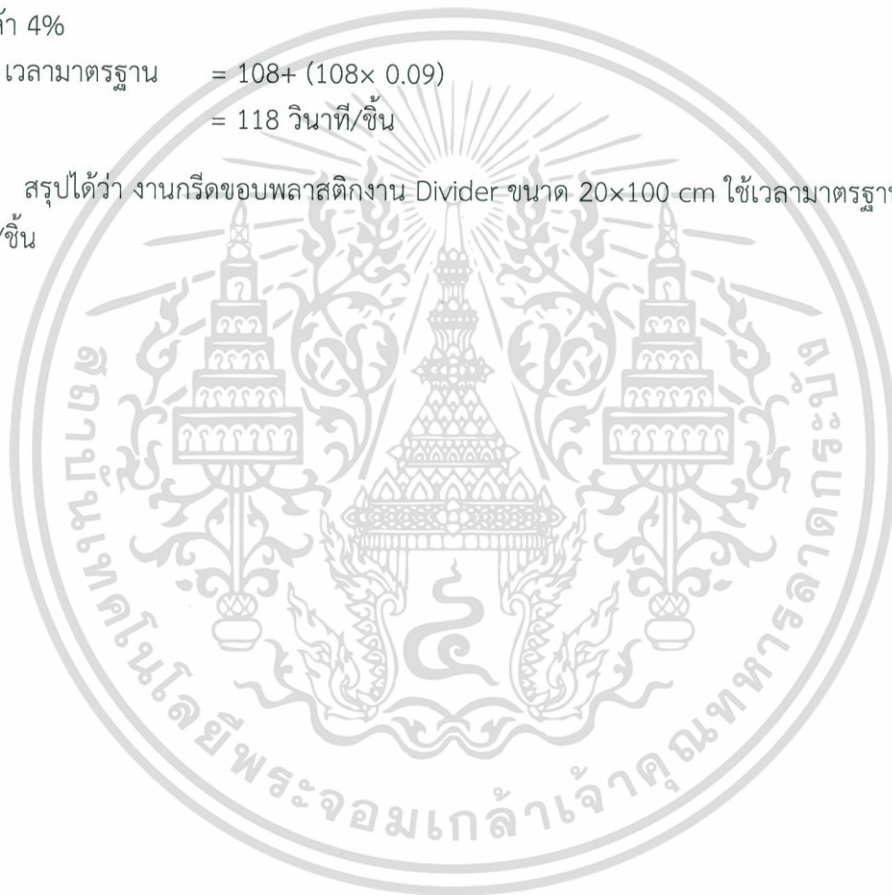 ล้า 4%
เวลามาตรฐาน = 108+ (108× 0.09)
= 118 วินาที/ชิ้น
สรุปได้ว่า งานกรีดขอบพลาสติกงาน Divider ขนาด 20×100 cm ใช้เวลามาตรฐาน
/ชิ้น
สถาบันเทคโนโลยีพระจอมเกล้าเจ้าคุณทหารลาดกระบัง